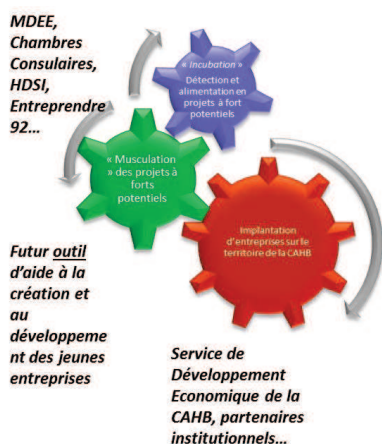 MDEE,
Chambres
Consulaires,
HDSI,
Entreprendre
92…
« Incubation »
Détection et
alimentation en
projets à fort
potentiels
« Musculation
» des projets à
forts
potentiels
Implantation
d'entreprises sur le
territoire de la CAHB
Futur outil
d'aide à la
création et
au
développeme
nt des jeunes
entreprises
Service de
Développement
Economique de la
CAHB, partenaires
institutionnels…